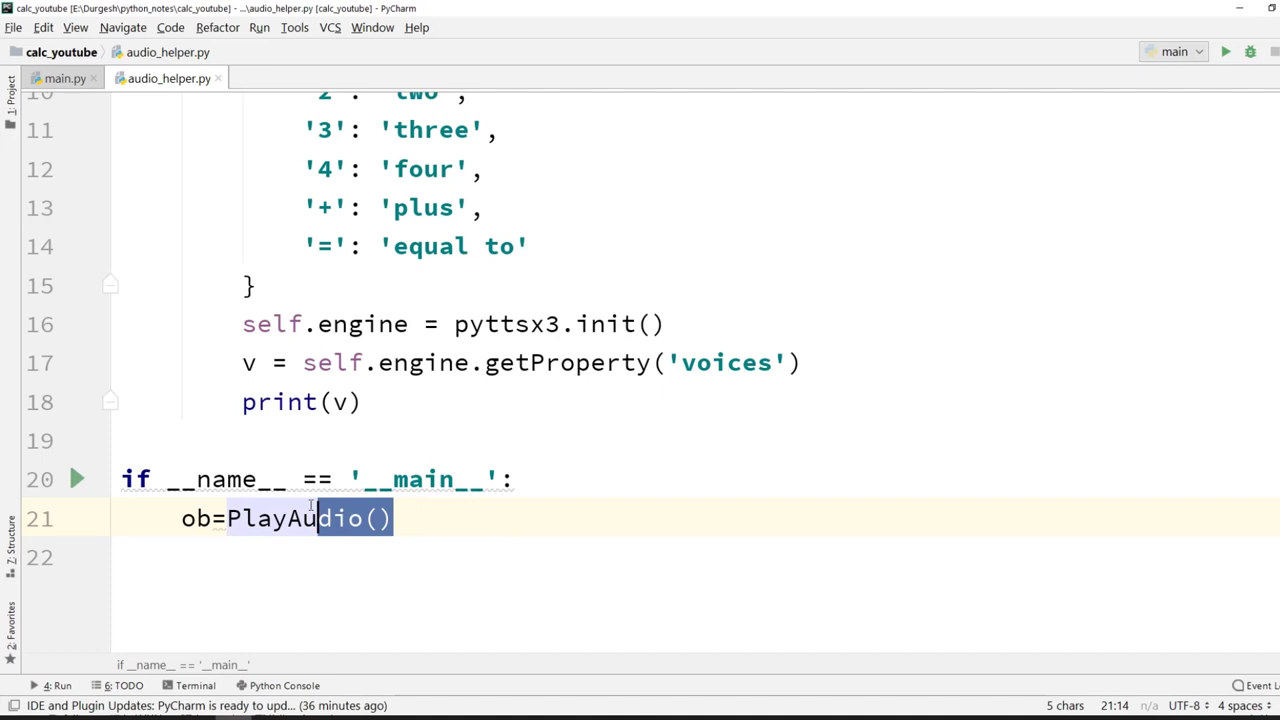 calc_youtube [E:\Durgesh\python_notes\calc_youtube] - ...\audio_helper.py [calc_youtube] - PyCharm
File Edit View Navigate Code Refactor Run Tools VCS Window Help
calc_youtube audio_helper.py main
main.py audio_helper.py
1: Project
10 '2': 'two',
11 '3': 'three',
12 '4': 'four',
13 '+': 'plus',
14 '=': 'equal to'
15 }
16 self.engine = pyttsx3.init()
17 v = self.engine.getProperty('voices')
18 print(v)
19
20 if __name__ == '__main__':
21 ob=PlayAudio()
22
7: Structure
2: Favorites
if __name__ == '__main__'
4: Run 6: TODO Terminal Python Console Event L
IDE and Plugin Updates: PyCharm is ready to upd... (36 minutes ago) 5 chars 21:14 n/a UTF-8 4 spaces